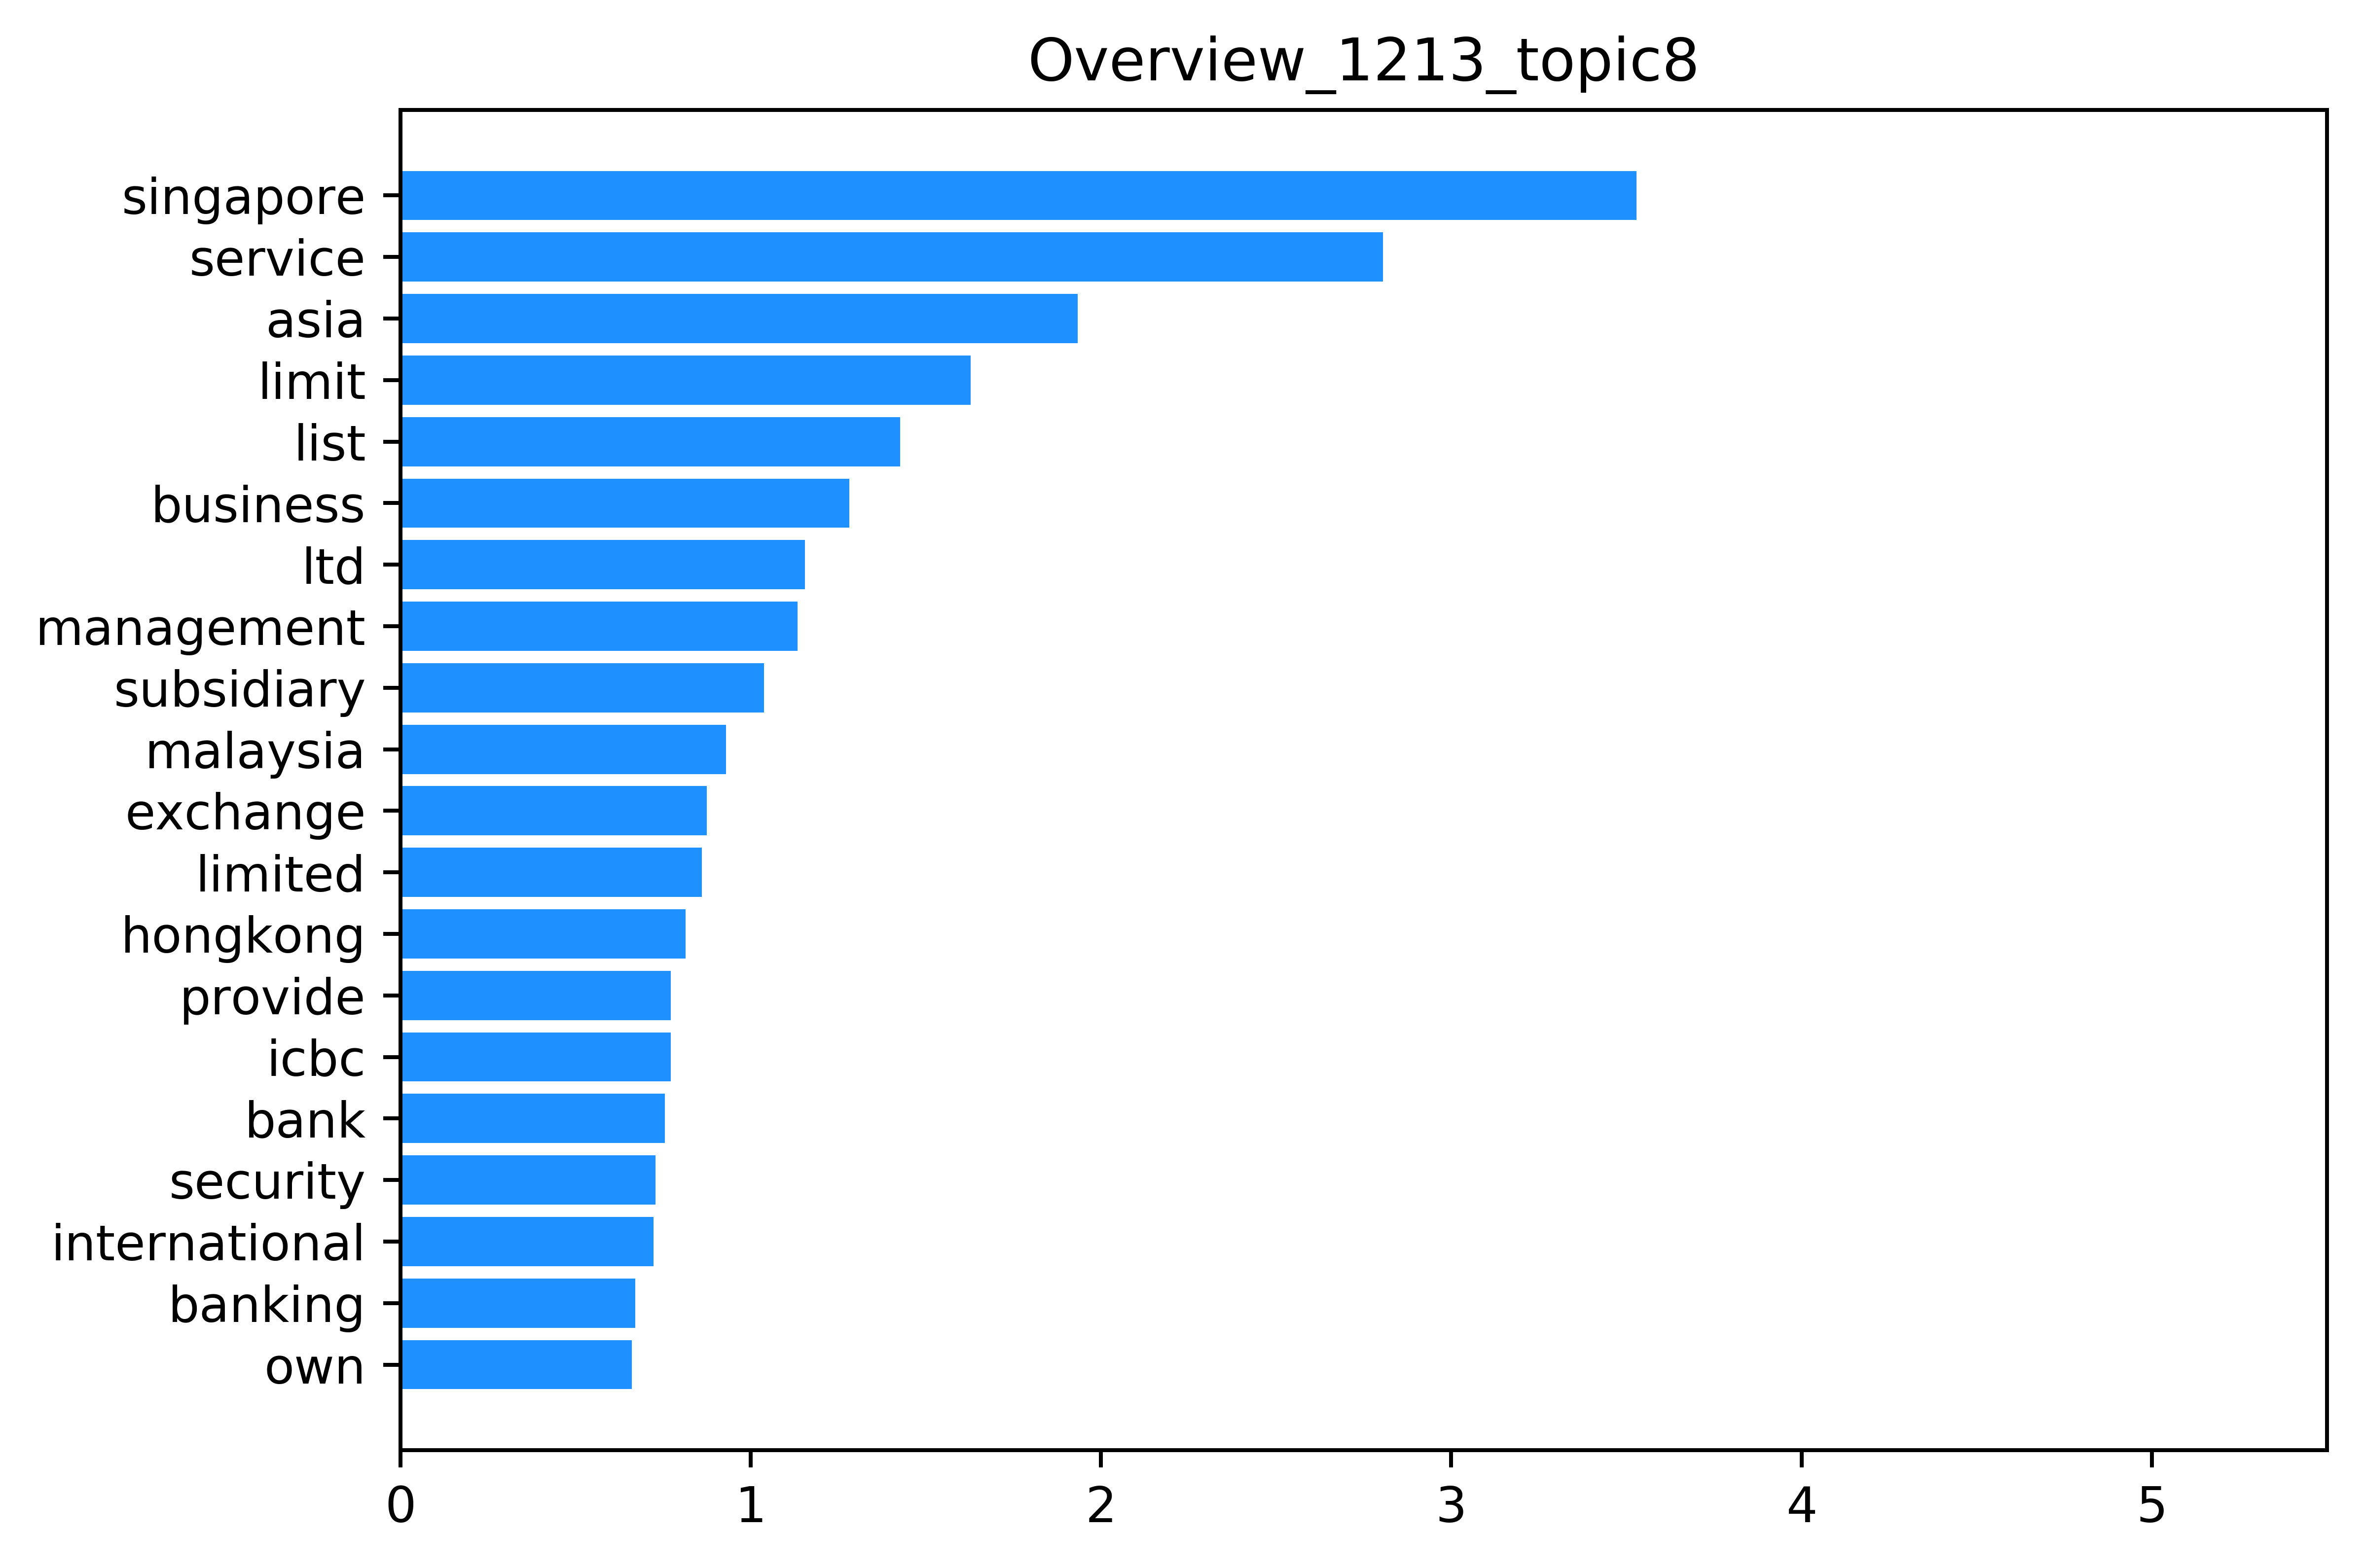 Overview_1213_topic8
singapore
service
asia
limit
list
business
ltd
management
subsidiary
malaysia
exchange
limited
hongkong
provide
icbc
bank
security
international
banking
own
0 1 2 3 4 5